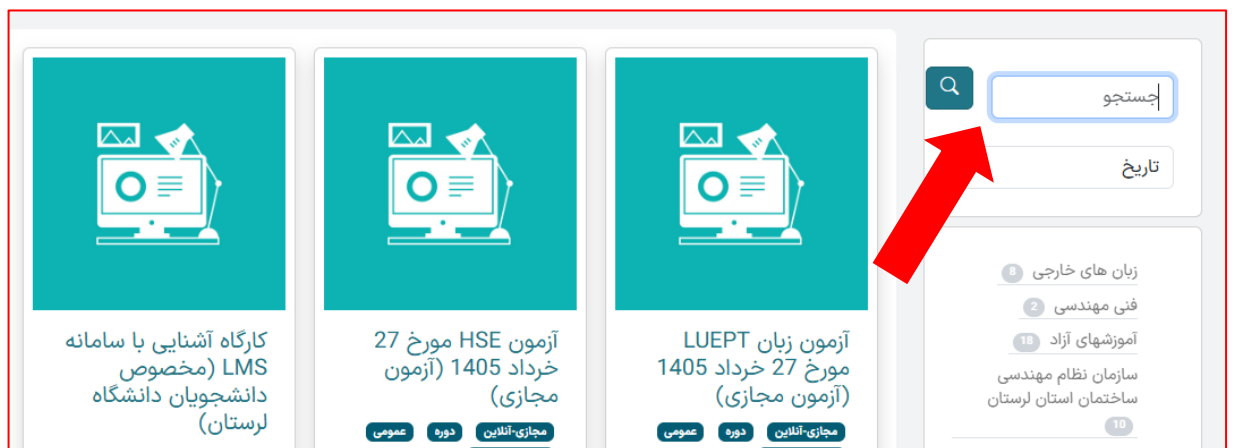 جستجو
تاریخ
زبان های خارجی 8
فنی مهندسی 2
آموزشهای آزاد 18
سازمان نظام مهندسی
ساختمان استان لرستان
10
آزمون زبان LUEPT
مورخ 27 خرداد 1405
(آزمون مجازی)
مجازی-آنلاین دوره عمومی
آزمون HSE مورخ 27
خرداد 1405 (آزمون
مجازی)
مجازی-آنلاین دوره عمومی
کارگاه آشنایی با سامانه
LMS (مخصوص
دانشجویان دانشگاه
لرستان)